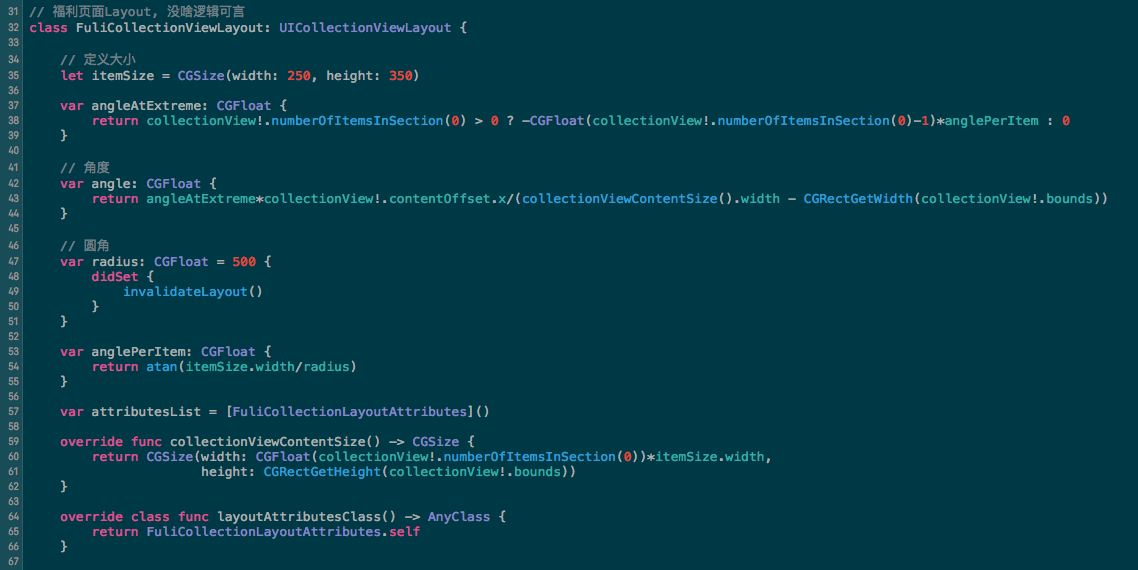 31 // 福利页面Layout, 没啥逻辑可言
32 class FuliCollectionViewLayout: UICollectionViewLayout {
33
34     // 定义大小
35     let itemSize = CGSize(width: 250, height: 350)
36
37     var angleAtExtreme: CGFloat {
38         return collectionView!.numberOfItemsInSection(0) > 0 ? -CGFloat(collectionView!.numberOfItemsInSection(0)-1)*anglePerItem : 0
39     }
40
41     // 角度
42     var angle: CGFloat {
43         return angleAtExtreme*collectionView!.contentOffset.x/(collectionViewContentSize().width - CGRectGetWidth(collectionView!.bounds))
44     }
45
46     // 圆角
47     var radius: CGFloat = 500 {
48         didSet {
49             invalidateLayout()
50         }
51     }
52
53     var anglePerItem: CGFloat {
54         return atan(itemSize.width/radius)
55     }
56
57     var attributesList = [FuliCollectionLayoutAttributes]()
58
59     override func collectionViewContentSize() -> CGSize {
60         return CGSize(width: CGFloat(collectionView!.numberOfItemsInSection(0))*itemSize.width,
61                       height: CGRectGetHeight(collectionView!.bounds))
62     }
63
64     override class func layoutAttributesClass() -> AnyClass {
65         return FuliCollectionLayoutAttributes.self
66     }
67